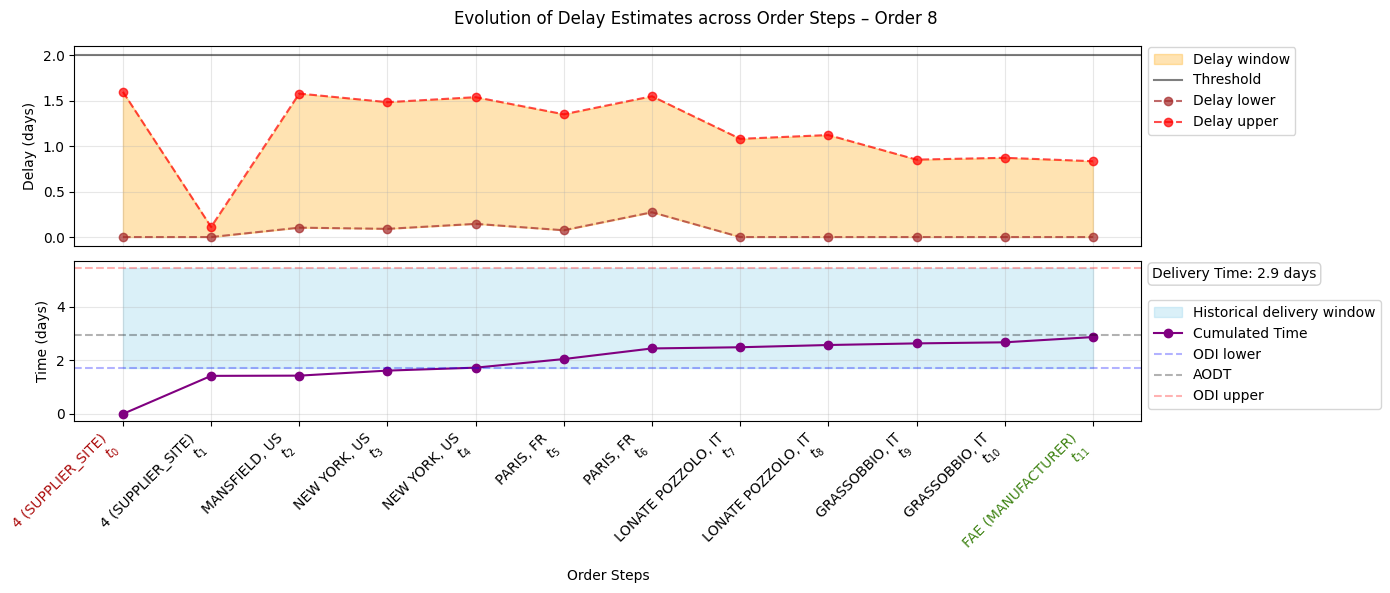 Evolution of Delay Estimates across Order Steps – Order 8
Delay (days)
2.0
1.5
1.0
0.5
0.0
Delay window
Threshold
Delay lower
Delay upper
Time (days)
4
2
0
Delivery Time: 2.9 days
Historical delivery window
Cumulated Time
ODI lower
AODT
ODI upper
4 (SUPPLIER_SITE)
t0
4 (SUPPLIER_SITE)
t1
MANSFIELD, US
t2
NEW YORK, US
t3
NEW YORK, US
t4
PARIS, FR
t5
PARIS, FR
t6
LONATE POZZOLO, IT
t7
LONATE POZZOLO, IT
t8
GRASSOBBIO, IT
t9
GRASSOBBIO, IT
t10
FAE (MANUFACTURER)
t11
Order Steps